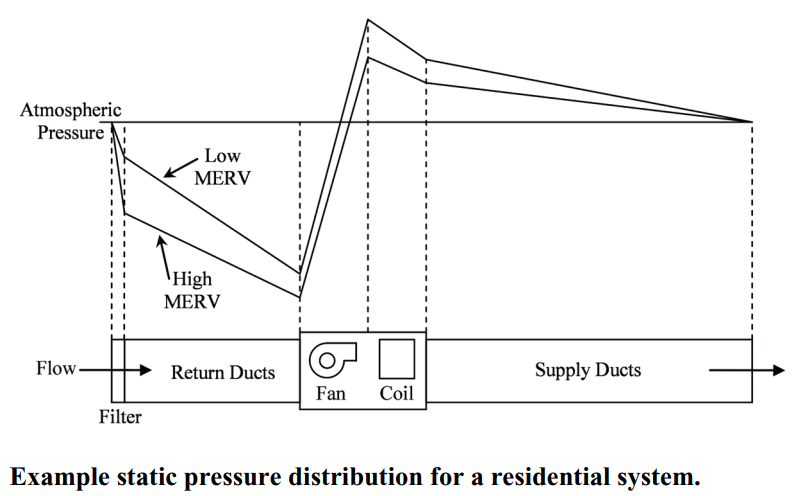 Atmospheric
Pressure
Low
MERV
High
MERV
Flow
Return Ducts
Fan
Coil
Supply Ducts
Filter
Example static pressure distribution for a residential system.